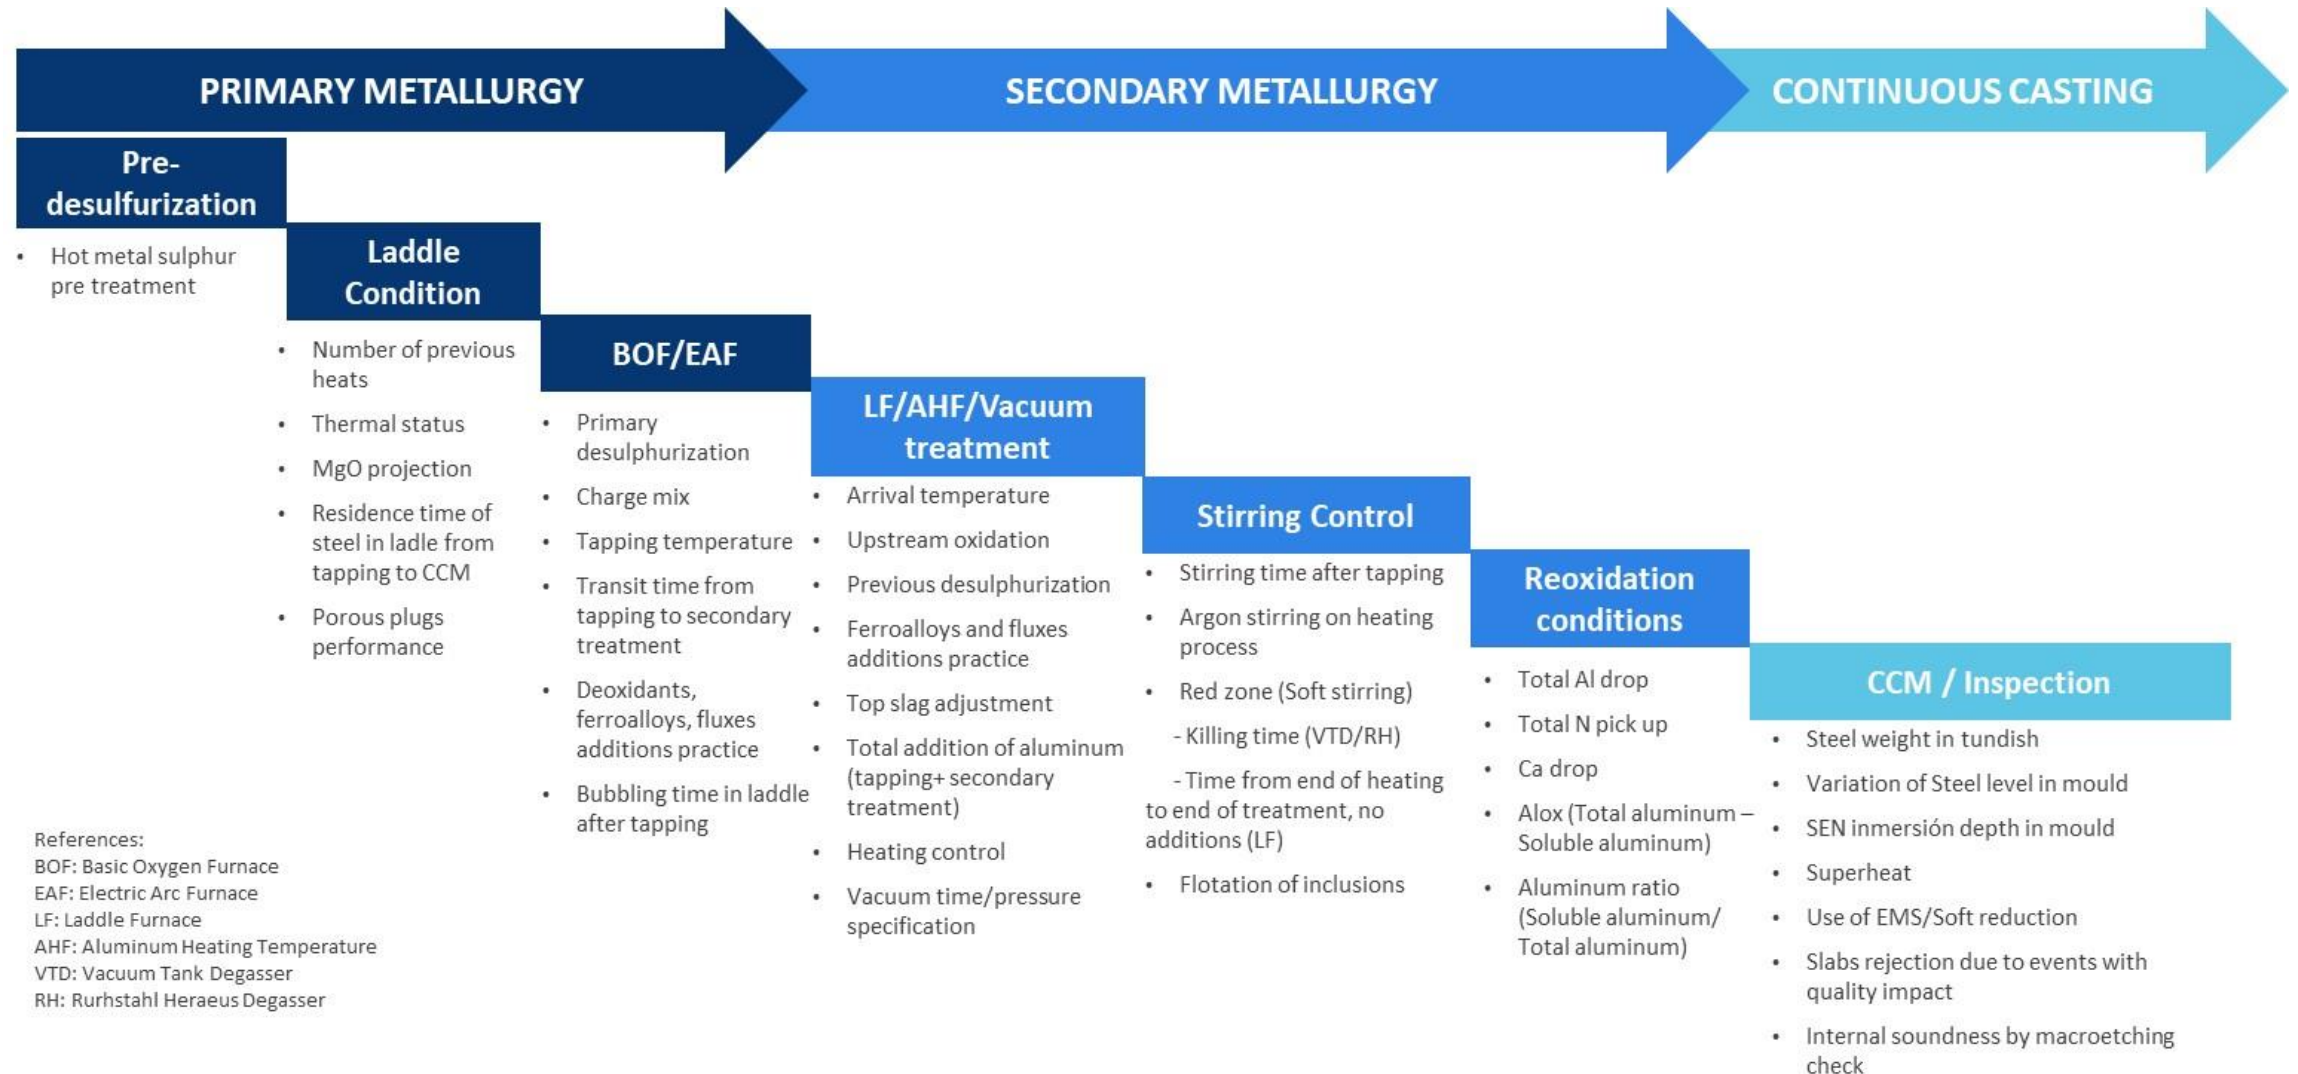 PRIMARY METALLURGY
SECONDARY METALLURGY
CONTINUOUS CASTING
Pre-
desulfurization
• Hot metal sulphur
pre treatment
Laddle
Condition
• Number of previous
heats
• Thermal status
• MgO projection
• Residence time of
steel in ladle from
tapping to CCM
• Porous plugs
performance
BOF/EAF
• Primary
desulphurization
• Charge mix
• Tapping temperature
• Transit time from
tapping to secondary
treatment
• Deoxidants,
ferroalloys, fluxes
additions practice
• Bubbling time in laddle
after tapping
LF/AHF/Vacuum
treatment
• Arrival temperature
• Upstream oxidation
• Previous desulphurization
• Ferroalloys and fluxes
additions practice
• Top slag adjustment
• Total addition of aluminum
(tapping+ secondary
treatment)
• Heating control
• Vacuum time/pressure
specification
Stirring Control
• Stirring time after tapping
• Argon stirring on heating
process
• Red zone (Soft stirring)
- Killing time (VTD/RH)
- Time from end of heating
to end of treatment, no
additions (LF)
• Flotation of inclusions
Reoxidation
conditions
• Total Al drop
• Total N pick up
• Ca drop
• Alox (Total aluminum –
Soluble aluminum)
• Aluminum ratio
(Soluble aluminum/
Total aluminum)
CCM / Inspection
• Steel weight in tundish
• Variation of Steel level in mould
• SEN inmersión depth in mould
• Superheat
• Use of EMS/Soft reduction
• Slabs rejection due to events with
quality impact
• Internal soundness by macroetching
check
References:
BOF: Basic Oxygen Furnace
EAF: Electric Arc Furnace
LF: Laddle Furnace
AHF: Aluminum Heating Temperature
VTD: Vacuum Tank Degasser
RH: Rurhstahl Heraeus Degasser